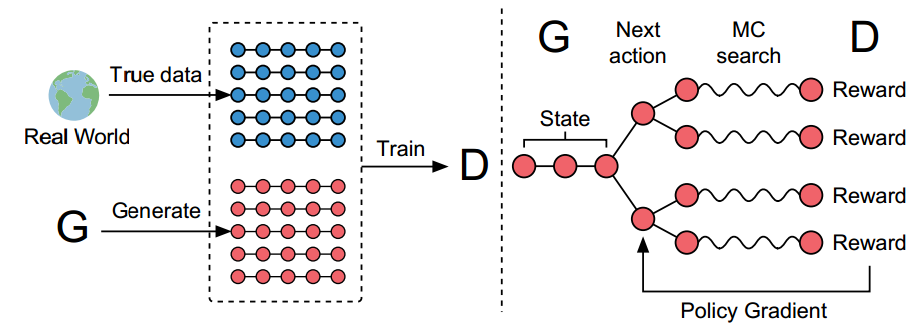 True data
Real World
G
Generate
Train
D
G
Next
action
MC
search
D
State
Reward
Reward
Reward
Reward
Policy Gradient